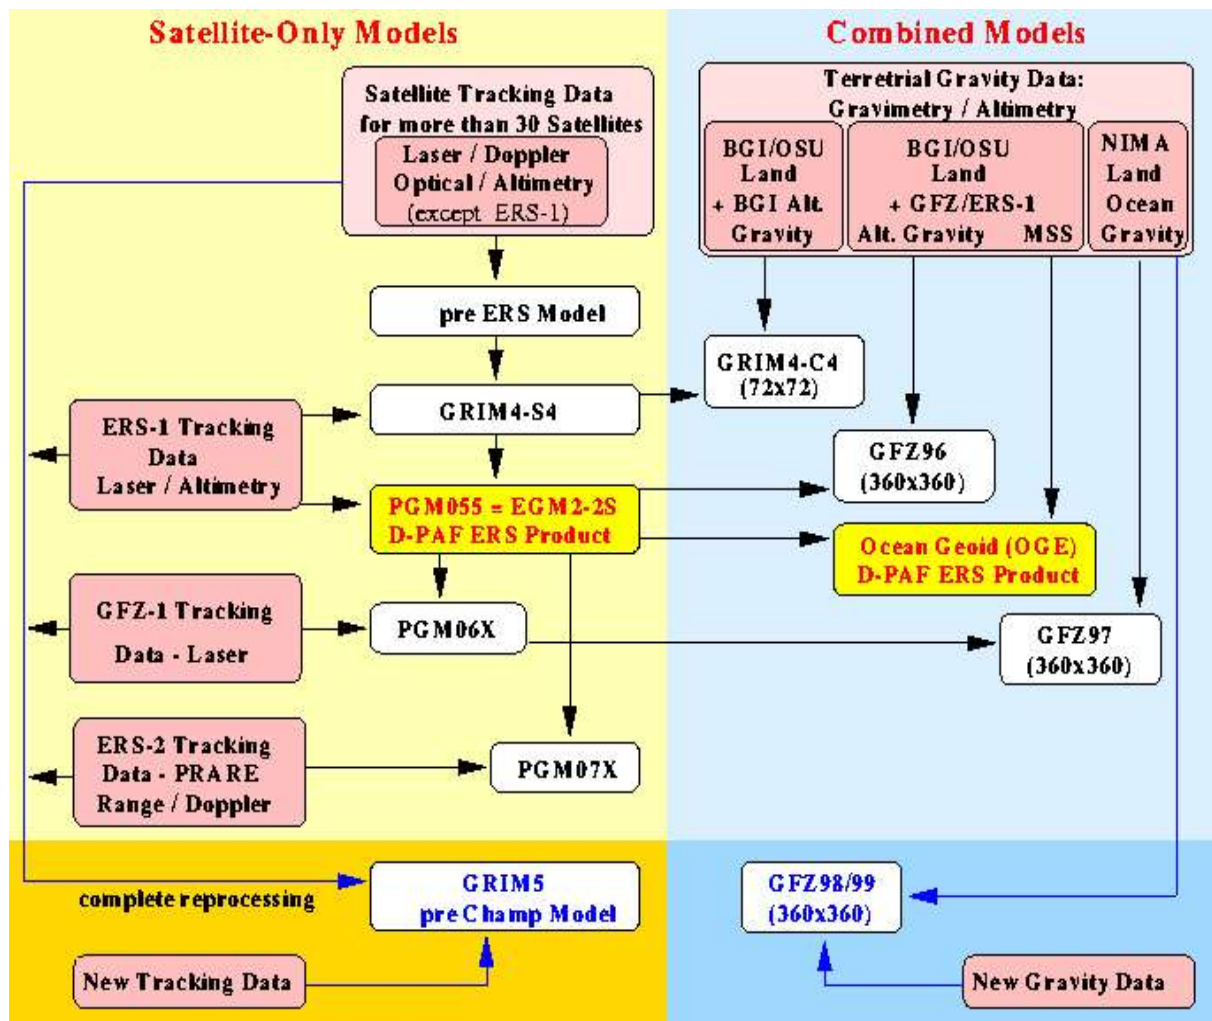 Satellite-Only Models
Combined Models
Satellite Tracking Data
for more than 30 Satellites
Laser / Doppler
Optical / Altimetry
(except ERS-1)
Terretrial Gravity Data:
Gravimetry / Altimetry
BGI/OSU
Land
+ BGI Alt.
Gravity
BGI/OSU
Land
+ GFZ/ERS-1
Alt. Gravity MSS
NIMA
Land
Ocean
Gravity
pre ERS Model
GRIM4-C4
(72x72)
GRIM4-S4
ERS-1 Tracking
Data
Laser / Altimetry
GFZ96
(360x360)
PGM055 = EGM2-2S
D-PAF ERS Product
Ocean Geoid (OGE)
D-PAF ERS Product
GFZ-1 Tracking
Data - Laser
PGM06X
GFZ97
(360x360)
ERS-2 Tracking
Data - PRARE
Range / Doppler
PGM07X
complete reprocessing
GRIM5
pre Champ Model
GFZ98/99
(360x360)
New Tracking Data
New Gravity Data